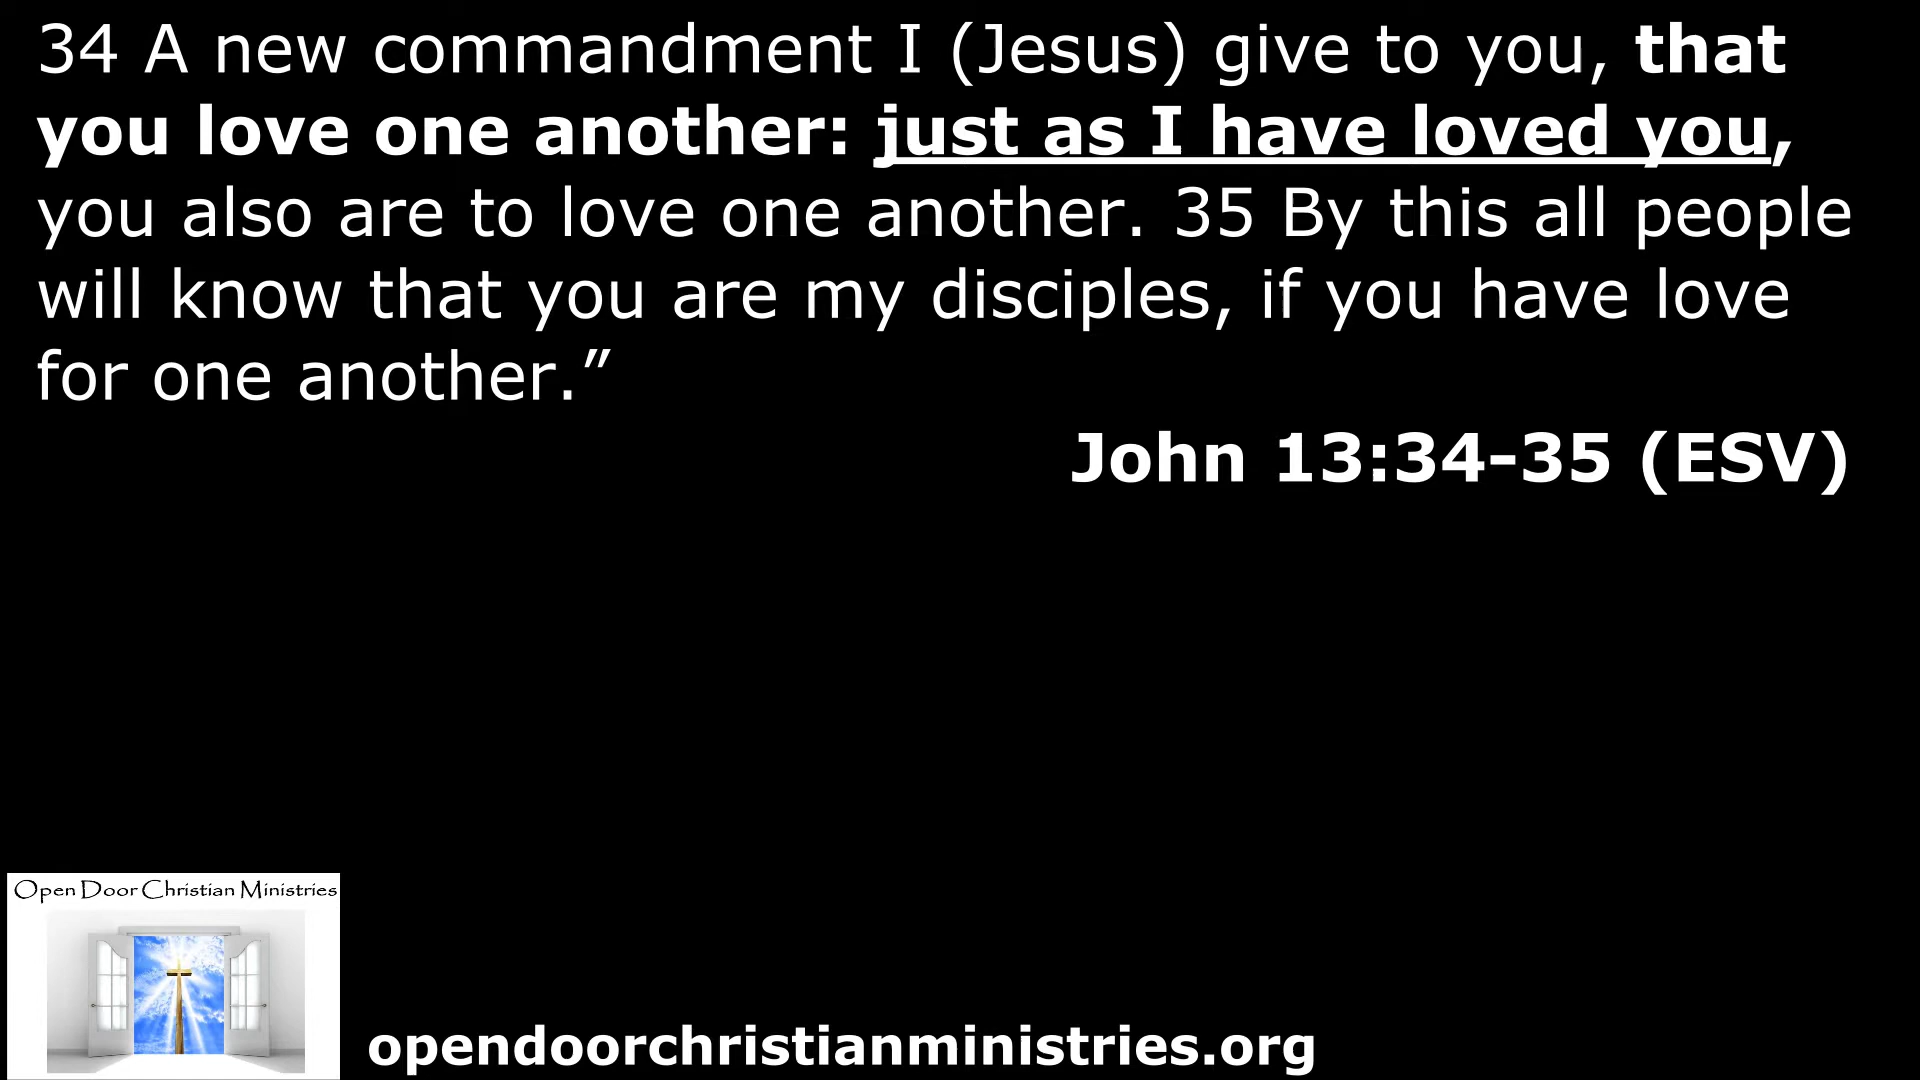 34 A new commandment I (Jesus) give to you, that
you love one another: just as I have loved you,
you also are to love one another. 35 By this all people
will know that you are my disciples, if you have love
for one another.”
John 13:34-35 (ESV)
Open Door Christian Ministries
opendoorchristianministries.org